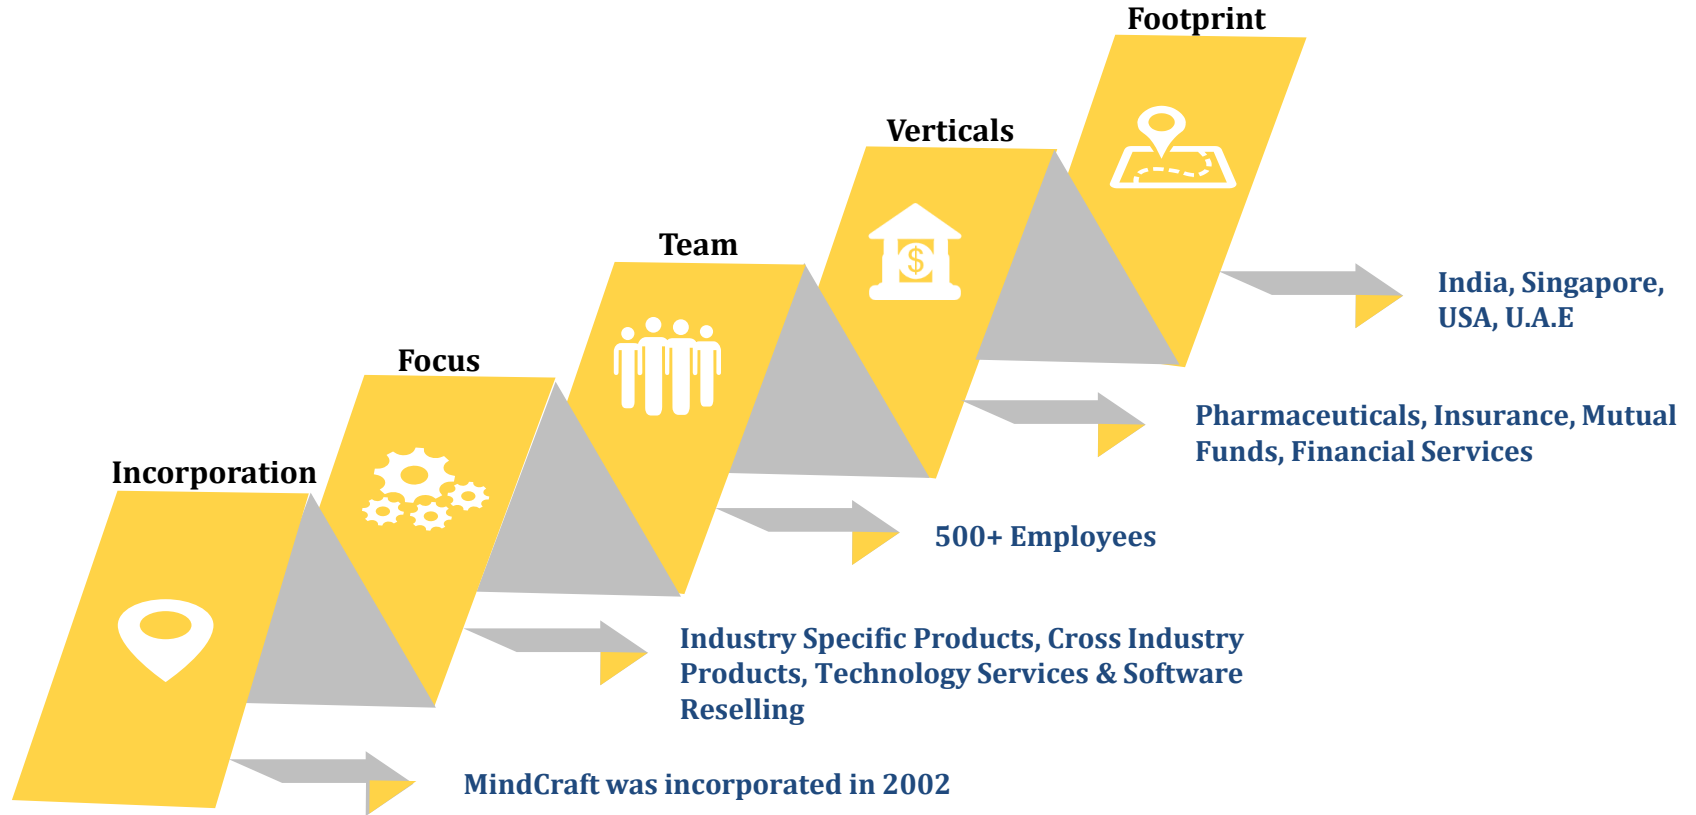 Footprint
Verticals
Team
India, Singapore,
USA, U.A.E
$
Focus
Pharmaceuticals, Insurance, Mutual
Funds, Financial Services
Incorporation
500+ Employees
Industry Specific Products, Cross Industry
Products, Technology Services & Software
Reselling
MindCraft was incorporated in 2002